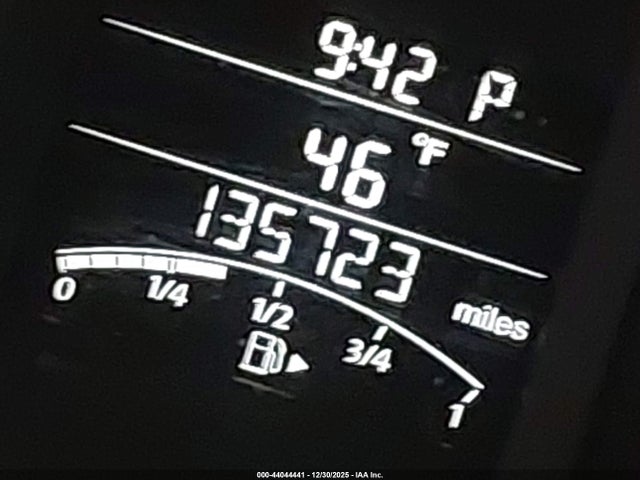 9:42 P
46 °F
135723
miles
0 1/4 1/2 3/4 1
000-44044441 - 12/30/2025 - IAA Inc.